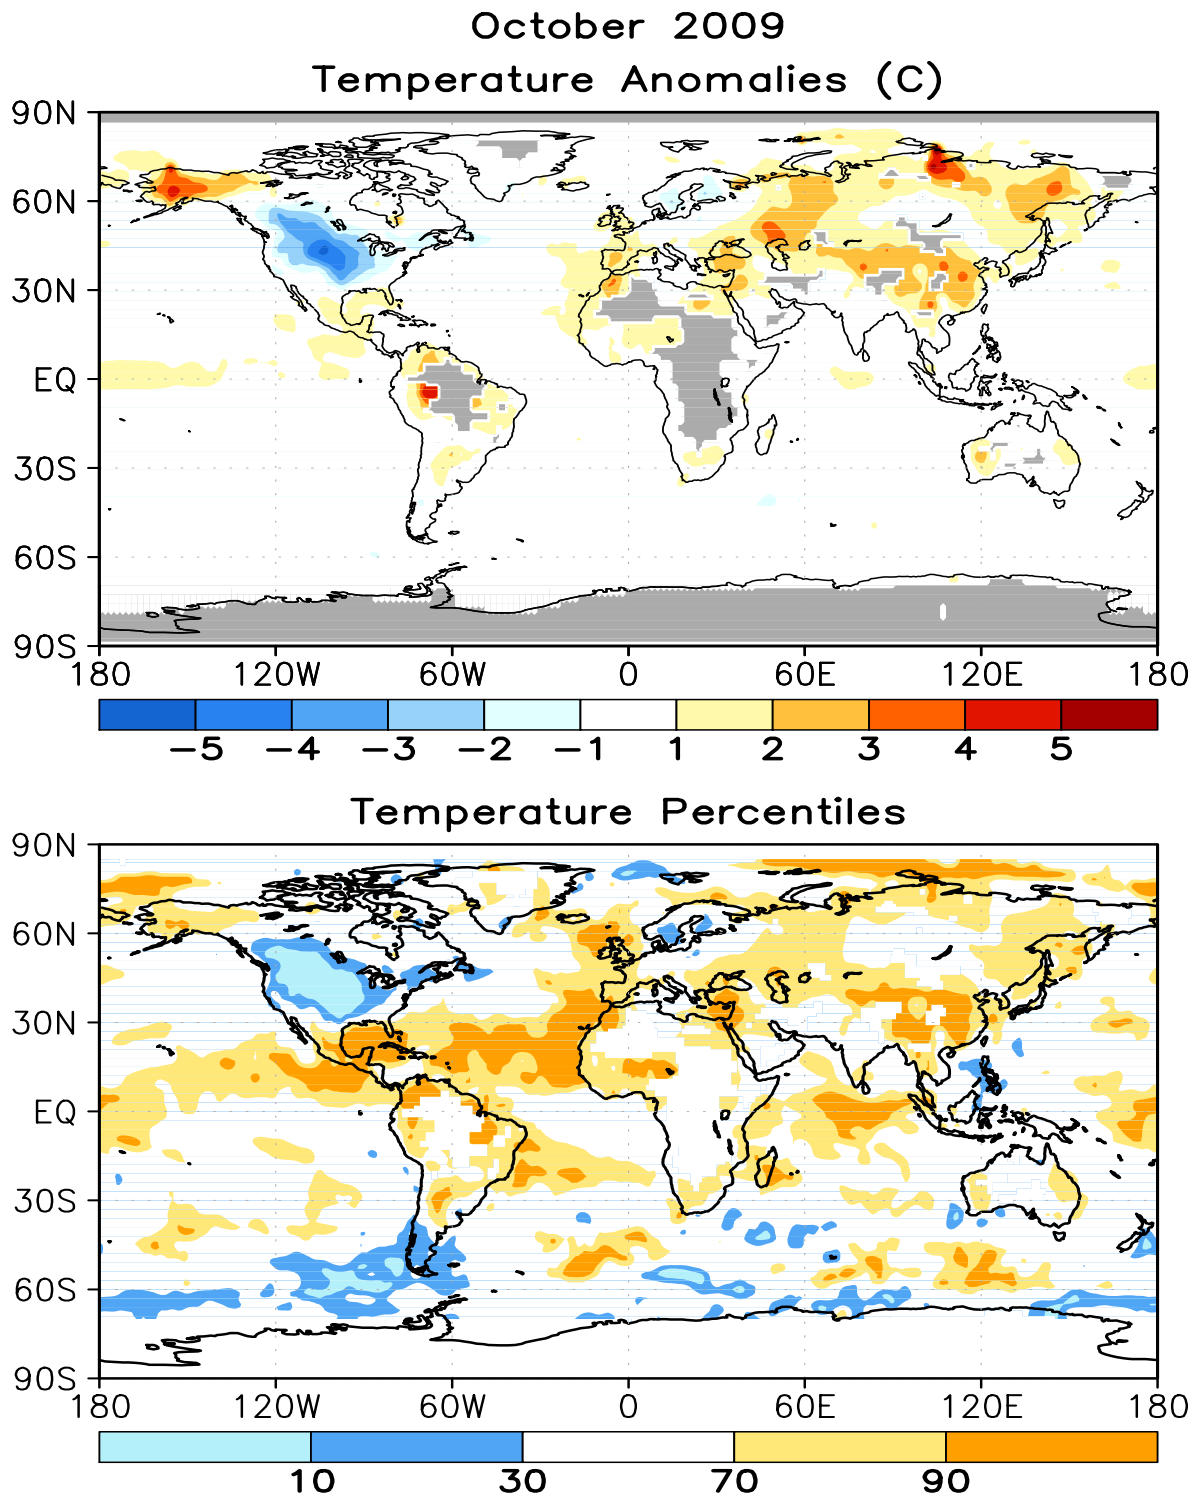 October 2009
Temperature Anomalies (C)
90N
60N
30N
EQ
30S
60S
90S
180 120W 60W 0 60E 120E 180
-5 -4 -3 -2 -1 1 2 3 4 5
Temperature Percentiles
90N
60N
30N
EQ
30S
60S
90S
180 120W 60W 0 60E 120E 180
10 30 70 90